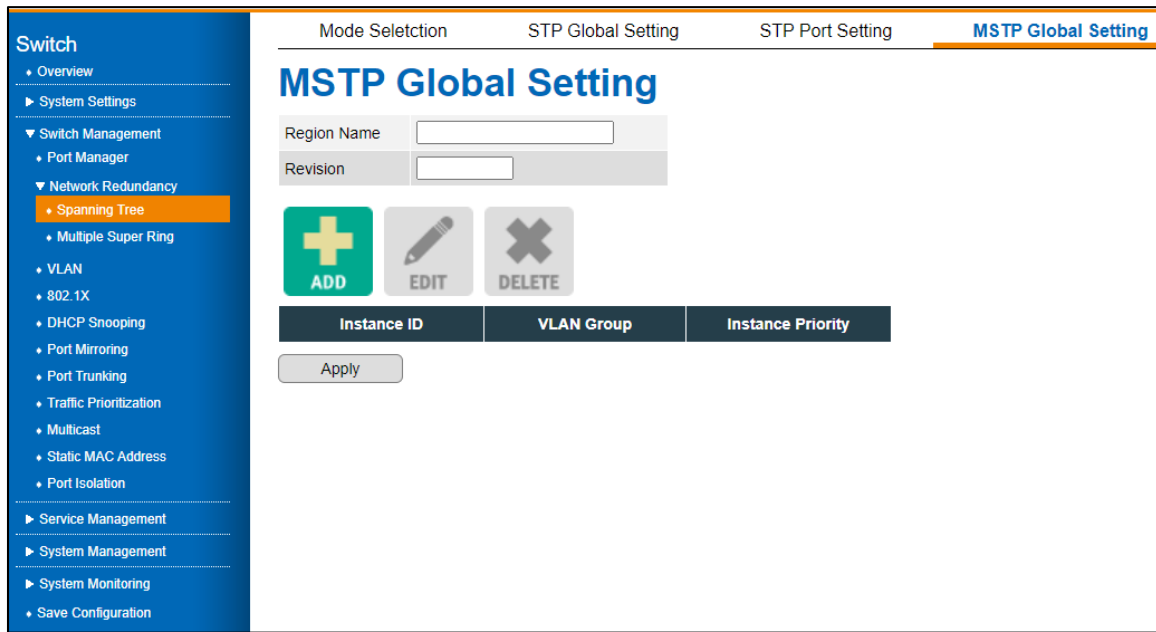 Switch
Overview
System Settings
Switch Management
Port Manager
Network Redundancy
Spanning Tree
Multiple Super Ring
VLAN
802.1X
DHCP Snooping
Port Mirroring
Port Trunking
Traffic Prioritization
Multicast
Static MAC Address
Port Isolation
Service Management
System Management
System Monitoring
Save Configuration
Mode Seletction STP Global Setting STP Port Setting MSTP Global Setting
MSTP Global Setting
Region Name
Revision
ADD EDIT DELETE
Instance ID VLAN Group Instance Priority
Apply